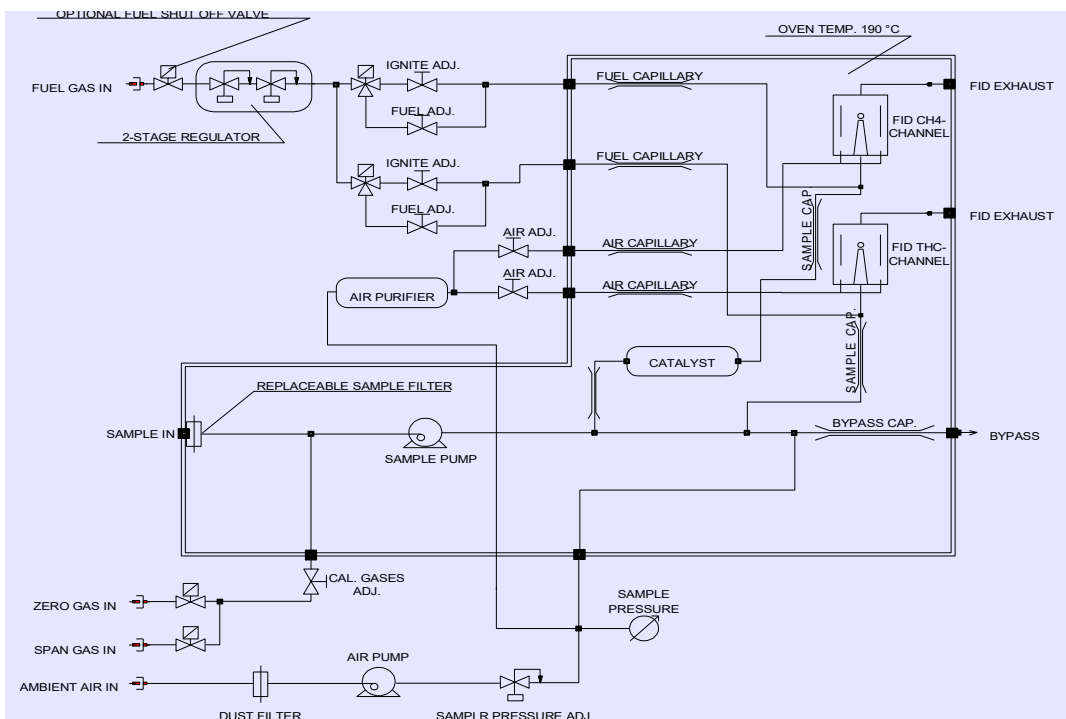 OPTIONAL FUEL SHUT OFF VALVE
OVEN TEMP. 190 °C
IGNITE ADJ.
FUEL CAPILLARY
FUEL GAS IN
FID EXHAUST
FUEL ADJ.
FID CH4-
CHANNEL
2-STAGE REGULATOR
IGNITE ADJ.
FUEL CAPILLARY
SAMPLE CAP.
FUEL ADJ.
FID EXHAUST
AIR ADJ.
AIR CAPILLARY
FID THC-
CHANNEL
AIR ADJ.
AIR CAPILLARY
AIR PURIFIER
SAMPLE CAP.
CATALYST
REPLACEABLE SAMPLE FILTER
BYPASS CAP.
SAMPLE IN
BYPASS
SAMPLE PUMP
CAL. GASES
ADJ.
SAMPLE
PRESSURE
ZERO GAS IN
SPAN GAS IN
AIR PUMP
AMBIENT AIR IN
DUST FILTER
SAMPLR PRESSURE ADJ.